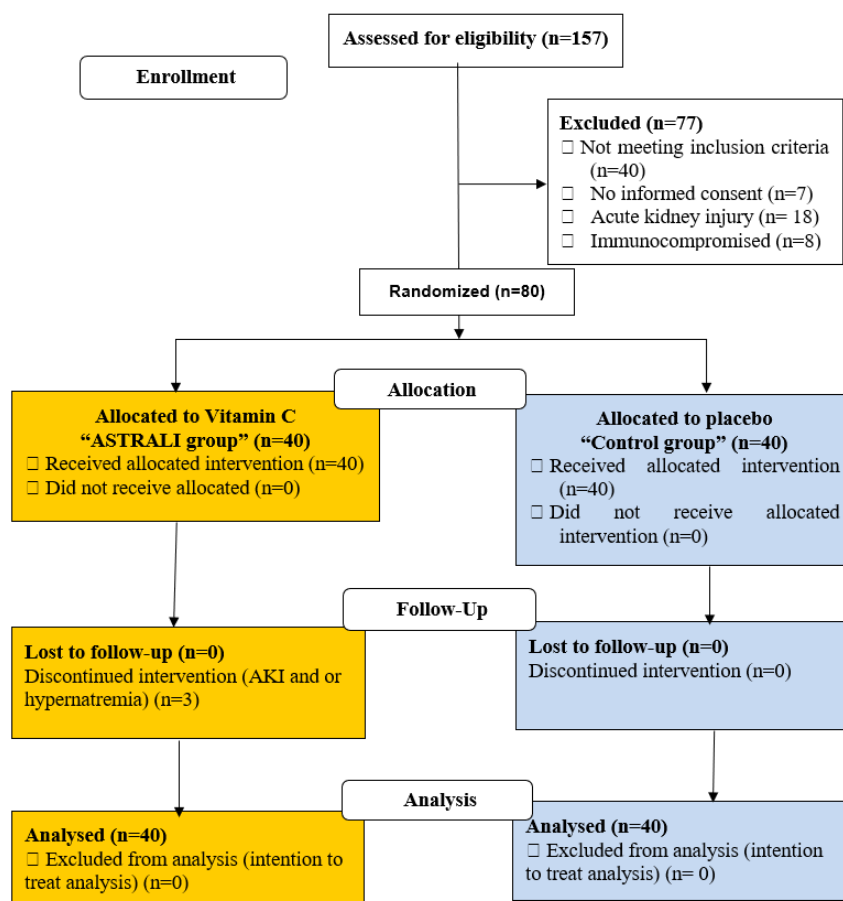 Assessed for eligibility (n=157)
Enrollment
Excluded (n=77)
□ Not meeting inclusion criteria
(n=40)
□ No informed consent (n=7)
□ Acute kidney injury (n= 18)
□ Immunocompromised (n=8)
Randomized (n=80)
Allocation
Allocated to Vitamin C
“ASTRALI group” (n=40)
□ Received allocated intervention (n=40)
□ Did not receive allocated (n=0)
Allocated to placebo
“Control group” (n=40)
□ Received allocated intervention
(n=40)
□ Did not receive allocated
intervention (n=0)
Follow-Up
Lost to follow-up (n=0)
Discontinued intervention (AKI and or
hypernatremia) (n=3)
Lost to follow-up (n=0)
Discontinued intervention (n=0)
Analysis
Analysed (n=40)
□ Excluded from analysis (intention to
treat analysis) (n=0)
Analysed (n=40)
□ Excluded from analysis (intention
to treat analysis) (n= 0)